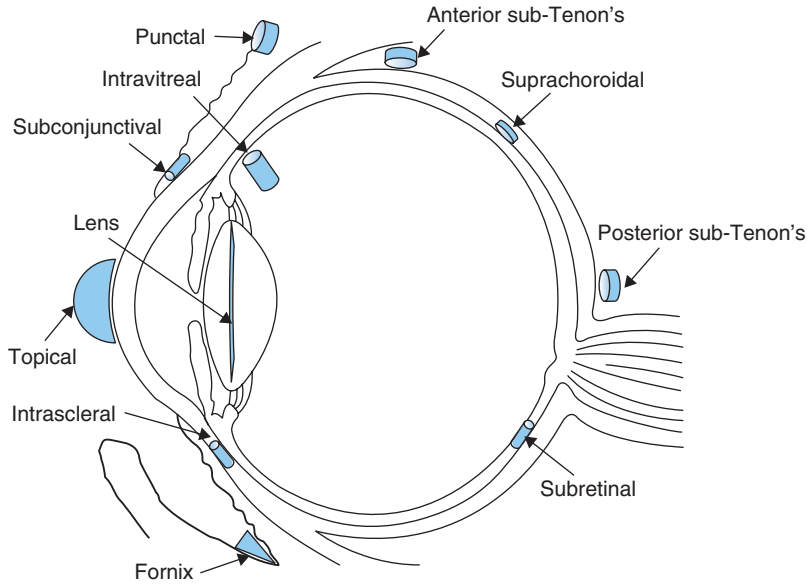 Anterior sub-Tenon's
Punctal
Intravitreal
Suprachoroidal
Subconjunctival
Lens
Posterior sub-Tenon's
Topical
Intrascleral
Subretinal
Fornix